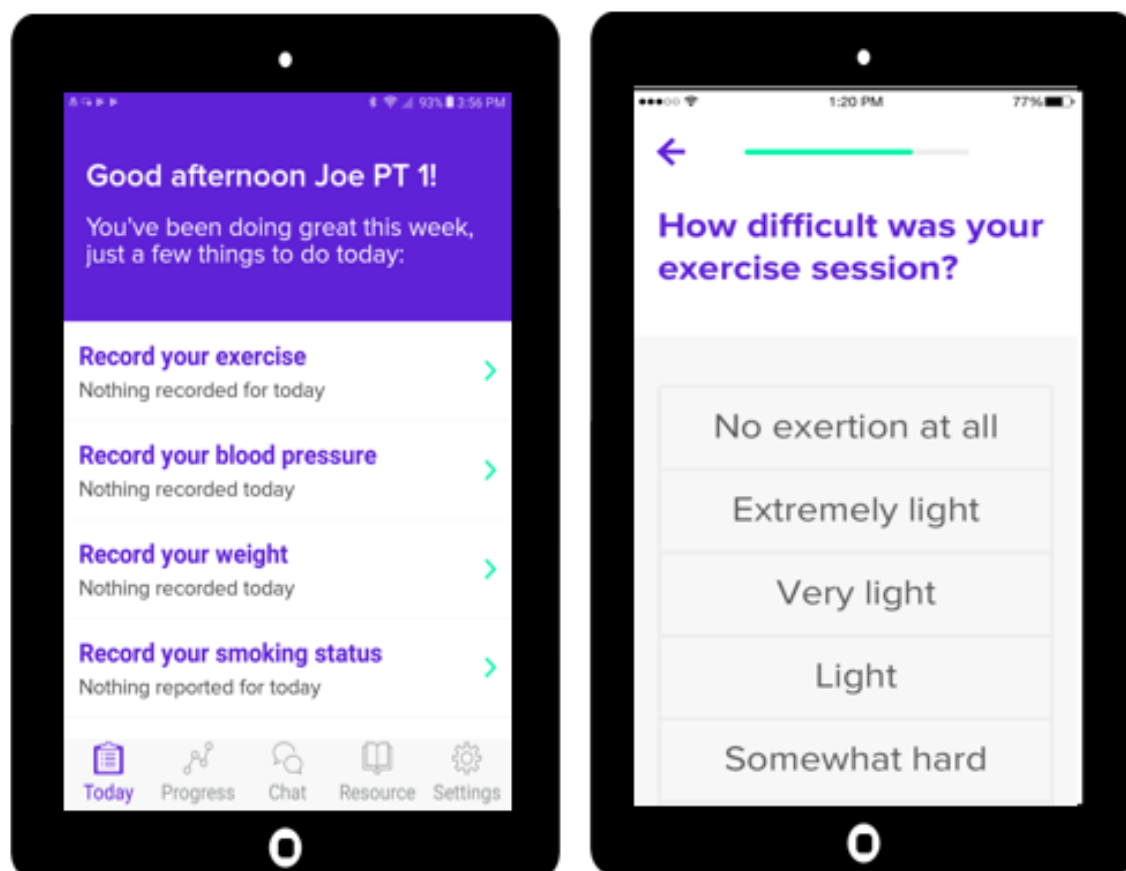 93% 3:56 PM
Good afternoon Joe PT 1!
You've been doing great this week,
just a few things to do today:
Record your exercise
Nothing recorded for today
Record your blood pressure
Nothing recorded today
Record your weight
Nothing recorded today
Record your smoking status
Nothing reported for today
Today Progress Chat Resource Settings
1:20 PM 77%
How difficult was your
exercise session?
No exertion at all
Extremely light
Very light
Light
Somewhat hard